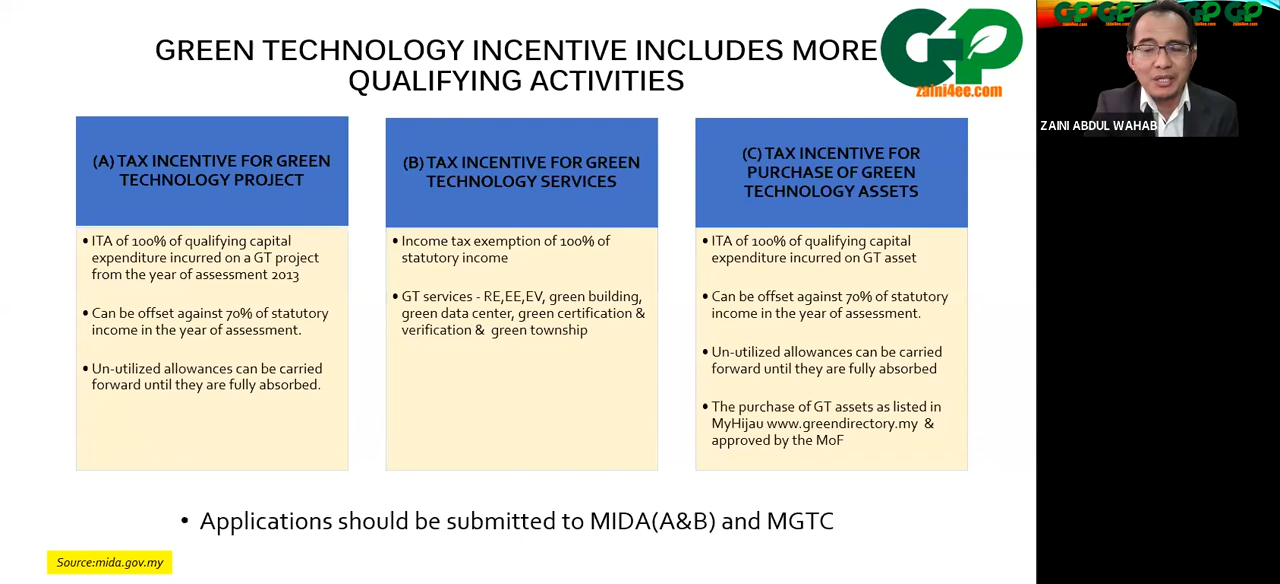 GREEN TECHNOLOGY INCENTIVE INCLUDES MORE
QUALIFYING ACTIVITIES
GP
zaini4ee.com
(A) TAX INCENTIVE FOR GREEN
TECHNOLOGY PROJECT
• ITA of 100% of qualifying capital
expenditure incurred on a GT project
from the year of assessment 2013
• Can be offset against 70% of statutory
income in the year of assessment.
• Un-utilized allowances can be carried
forward until they are fully absorbed.
(B) TAX INCENTIVE FOR GREEN
TECHNOLOGY SERVICES
• Income tax exemption of 100% of
statutory income
• GT services - RE,EE,EV, green building,
green data center, green certification &
verification & green township
(C) TAX INCENTIVE FOR
PURCHASE OF GREEN
TECHNOLOGY ASSETS
• ITA of 100% of qualifying capital
expenditure incurred on GT asset
• Can be offset against 70% of statutory
income in the year of assessment.
• Un-utilized allowances can be carried
forward until they are fully absorbed
• The purchase of GT assets as listed in
MyHijau www.greendirectory.my &
approved by the MoF
• Applications should be submitted to MIDA(A&B) and MGTC
Source:mida.gov.my
GP GP GP GP
ZAINI ABDUL WAHAB